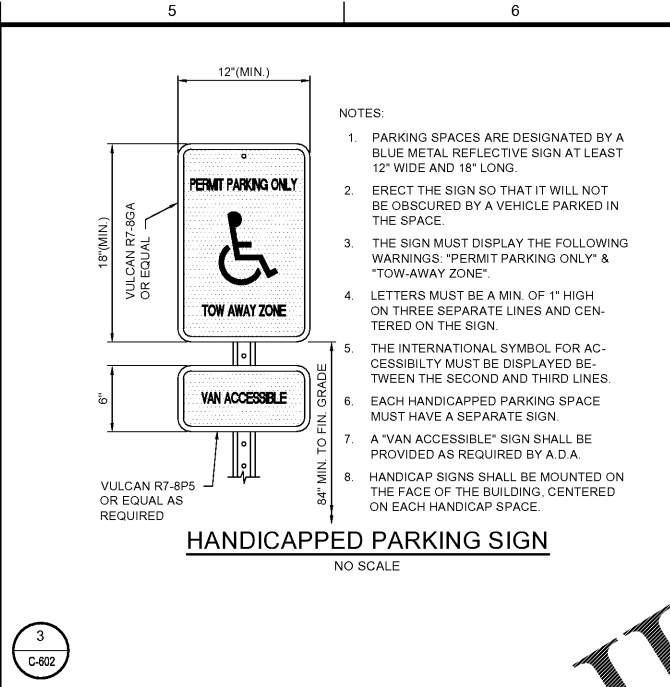 5
6
12"(MIN.)
18"(MIN.)
VULCAN R7-8GA
OR EQUAL
PERMIT PARKING ONLY
TOW AWAY ZONE
6"
VAN ACCESSIBLE
84" MIN. TO FIN. GRADE
VULCAN R7-8P5
OR EQUAL AS
REQUIRED
NOTES:
1. PARKING SPACES ARE DESIGNATED BY A
BLUE METAL REFLECTIVE SIGN AT LEAST
12" WIDE AND 18" LONG.
2. ERECT THE SIGN SO THAT IT WILL NOT
BE OBSCURED BY A VEHICLE PARKED IN
THE SPACE.
3. THE SIGN MUST DISPLAY THE FOLLOWING
WARNINGS: "PERMIT PARKING ONLY" &
"TOW-AWAY ZONE".
4. LETTERS MUST BE A MIN. OF 1" HIGH
ON THREE SEPARATE LINES AND CEN-
TERED ON THE SIGN.
5. THE INTERNATIONAL SYMBOL FOR AC-
CESSIBILTY MUST BE DISPLAYED BE-
TWEEN THE SECOND AND THIRD LINES.
6. EACH HANDICAPPED PARKING SPACE
MUST HAVE A SEPARATE SIGN.
7. A "VAN ACCESSIBLE" SIGN SHALL BE
PROVIDED AS REQUIRED BY A.D.A.
8. HANDICAP SIGNS SHALL BE MOUNTED ON
THE FACE OF THE BUILDING, CENTERED
ON EACH HANDICAP SPACE.
HANDICAPPED PARKING SIGN
NO SCALE
3
C-602